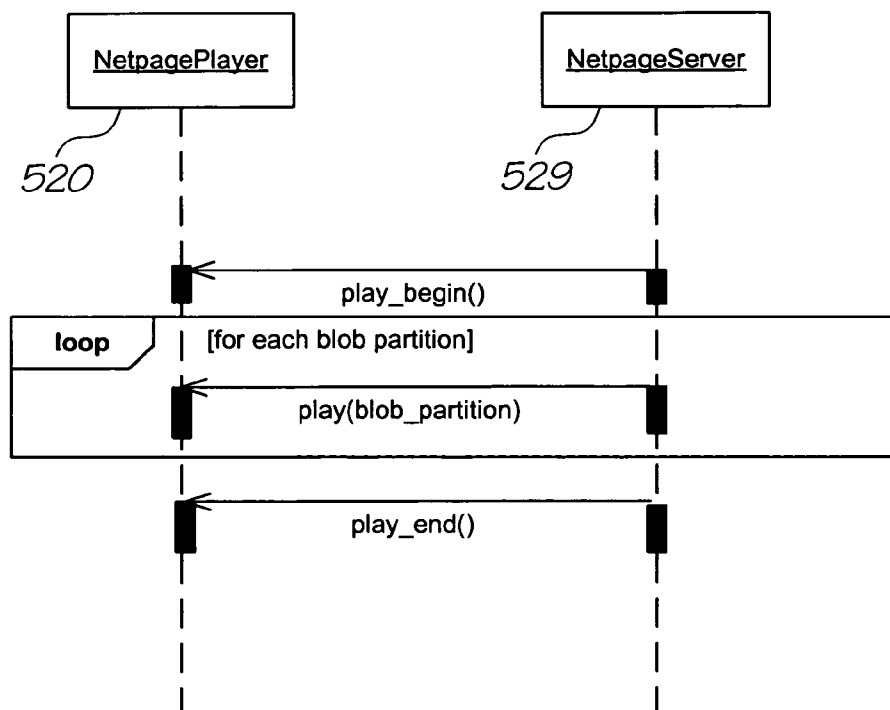 NetpagePlayer
NetpageServer
520
529
play_begin()
loop
[for each blob partition]
play(blob_partition)
play_end()